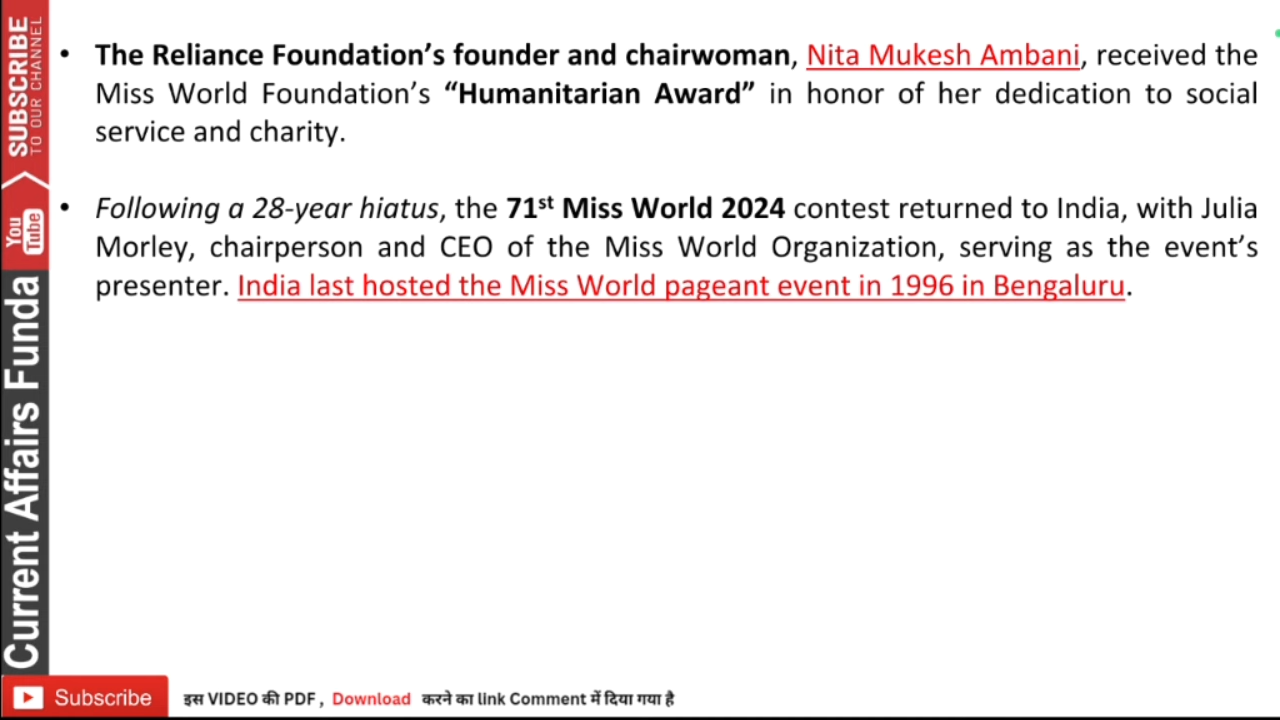 • The Reliance Foundation’s founder and chairwoman, Nita Mukesh Ambani, received the
Miss World Foundation’s “Humanitarian Award” in honor of her dedication to social
service and charity.
• Following a 28-year hiatus, the 71st Miss World 2024 contest returned to India, with Julia
Morley, chairperson and CEO of the Miss World Organization, serving as the event’s
presenter. India last hosted the Miss World pageant event in 1996 in Bengaluru.
SUBSCRIBE
TO OUR CHANNEL
You
Tube
Current Affairs Funda
Subscribe
इस VIDEO की PDF , Download करने का link Comment में दिया गया है